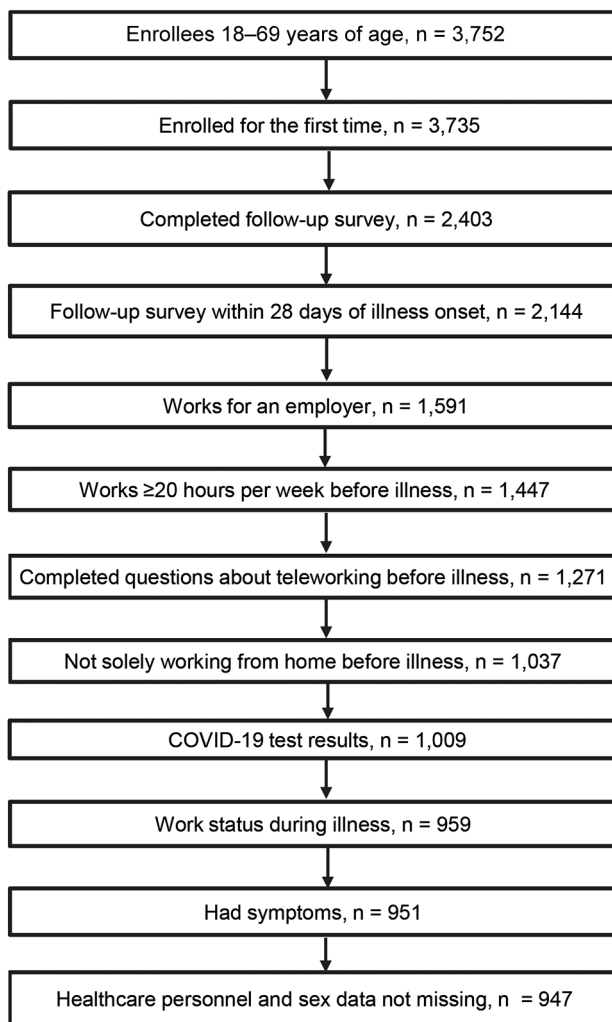 Enrollees 18–69 years of age, n = 3,752
Enrolled for the first time, n = 3,735
Completed follow-up survey, n = 2,403
Follow-up survey within 28 days of illness onset, n = 2,144
Works for an employer, n = 1,591
Works ≥20 hours per week before illness, n = 1,447
Completed questions about teleworking before illness, n = 1,271
Not solely working from home before illness, n = 1,037
COVID-19 test results, n = 1,009
Work status during illness, n = 959
Had symptoms, n = 951
Healthcare personnel and sex data not missing, n = 947